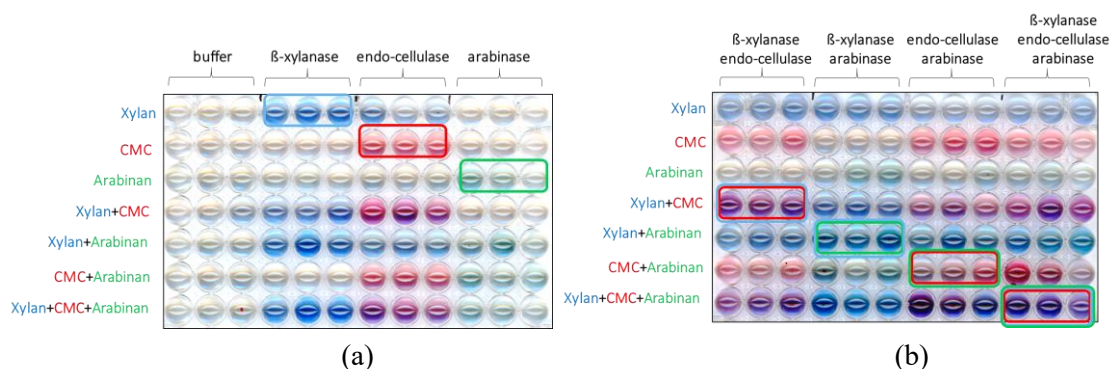 buffer
ß-xylanase
endo-cellulase
arabinase
Xylan
CMC
Arabinan
Xylan+CMC
Xylan+Arabinan
CMC+Arabinan
Xylan+CMC+Arabinan
(a)
ß-xylanase
endo-cellulase
ß-xylanase
arabinase
endo-cellulase
arabinase
ß-xylanase
endo-cellulase
arabinase
Xylan
CMC
Arabinan
Xylan+CMC
Xylan+Arabinan
CMC+Arabinan
Xylan+CMC+Arabinan
(b)